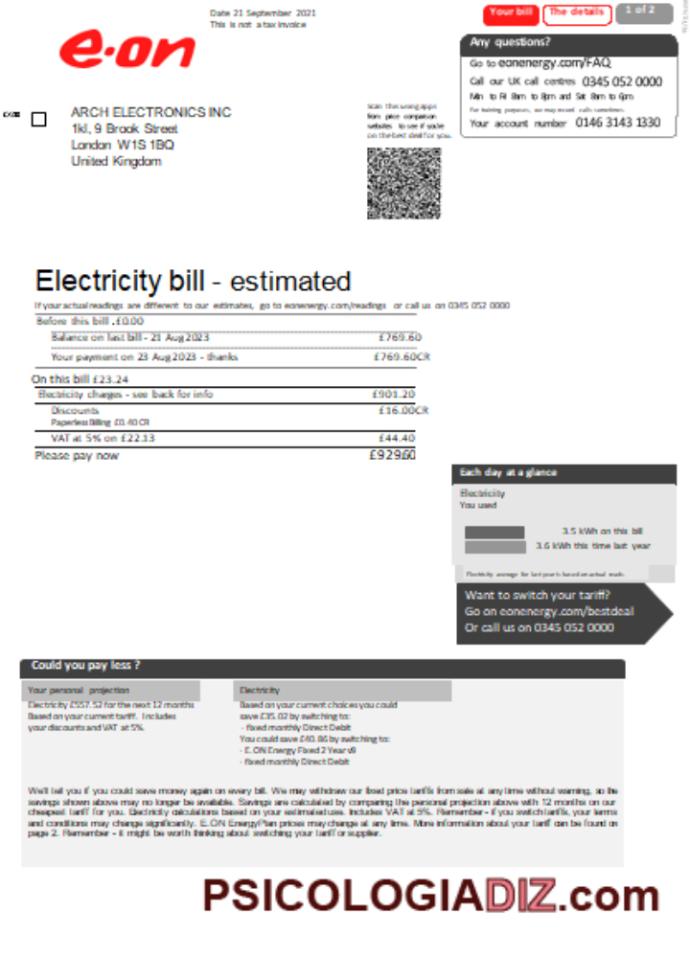 Date 21 September 2021
This is not a tax invoice
Your bill
The details
1 of 2
e·on
Any questions?
Go to eonenergy.com/FAQ
Call our UK call centres 0345 052 0000
Mon to Fri 8am to 8pm and Sat 8am to 6pm
For training purposes, we may record calls sometimes.
Your account number 0146 3143 1330
ARCH ELECTRONICS INC
1kl, 9 Brook Street
London W1S 1BQ
United Kingdom
from price comparison
websites to see if you're
on the best deal for you.
Electricity bill - estimated
If your actual readings are different to our estimates, go to eonenergy.com/readings or call us on 0345 052 0000
Before this bill .£0.00
Balance on last bill - 21 Aug 2023 £769.60
Your payment on 23 Aug 2023 - thanks £769.60CR
On this bill £23.24
Electricity charges - see back for info £901.20
Discounts £16.00CR
Paperless Billing £0.40 CR
VAT at 5% on £22.13 £44.40
Please pay now £92960
Each day at a glance
Electricity
You used
3.5 kWh on this bill
3.6 kWh this time last year
Electricity average for last year is based on actual reads
Want to switch your tariff?
Go on eonenergy.com/bestdeal
Or call us on 0345 052 0000
Could you pay less ?
Your personal projection
Electricity £557.52 for the next 12 months
Based on your current tariff. Includes
your discounts and VAT at 5%.
Electricity
Based on your current choices you could
save £35.02 by switching to:
- fixed monthly Direct Debit
You could save £40.86 by switching to:
- E.ON Energy Fixed 2 Year v9
- fixed monthly Direct Debit
We'll tell you if you could save money again on every bill. We may withdraw our fixed price tariffs from sale at any time without warning, so the
savings shown above may no longer be available. Savings are calculated by comparing the personal projection above with 12 months on our
cheapest tariff for you. Electricity calculations based on your estimated use. Includes VAT at 5%. Remember - if you switch tariffs, your terms
and conditions may change significantly. E.ON EnergyPlan prices may change at any time. More information about your tariff can be found on
page 2. Remember - it might be worth thinking about switching your tariff or supplier.
PSICOLOGIADIZ.com